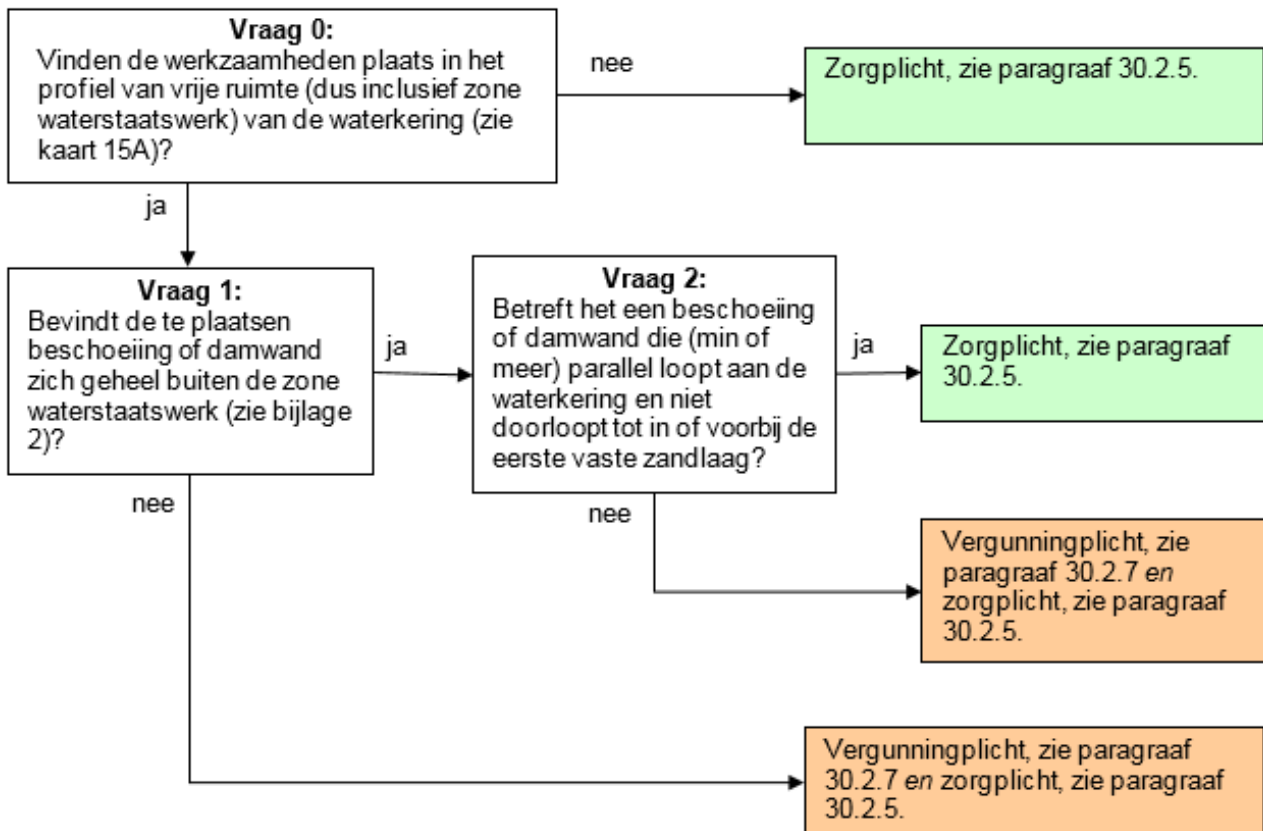 Vraag 0:
Vinden de werkzaamheden plaats in het
profiel van vrije ruimte (dus inclusief zone
waterstaatswerk) van de waterkering (zie
kaart 15A)?
nee
Zorgplicht, zie paragraaf 30.2.5.
ja
Vraag 1:
Bevindt de te plaatsen
beschoeiing of damwand
zich geheel buiten de zone
waterstaatswerk (zie bijlage
2)?
ja
Vraag 2:
Betreft het een beschoeiing
of damwand die (min of
meer) parallel loopt aan de
waterkering en niet
doorloopt tot in of voorbij de
eerste vaste zandlaag?
ja
Zorgplicht, zie paragraaf
30.2.5.
nee
nee
Vergunningplicht, zie
paragraaf 30.2.7 en
zorgplicht, zie paragraaf
30.2.5.
Vergunningplicht, zie paragraaf
30.2.7 en zorgplicht, zie paragraaf
30.2.5.